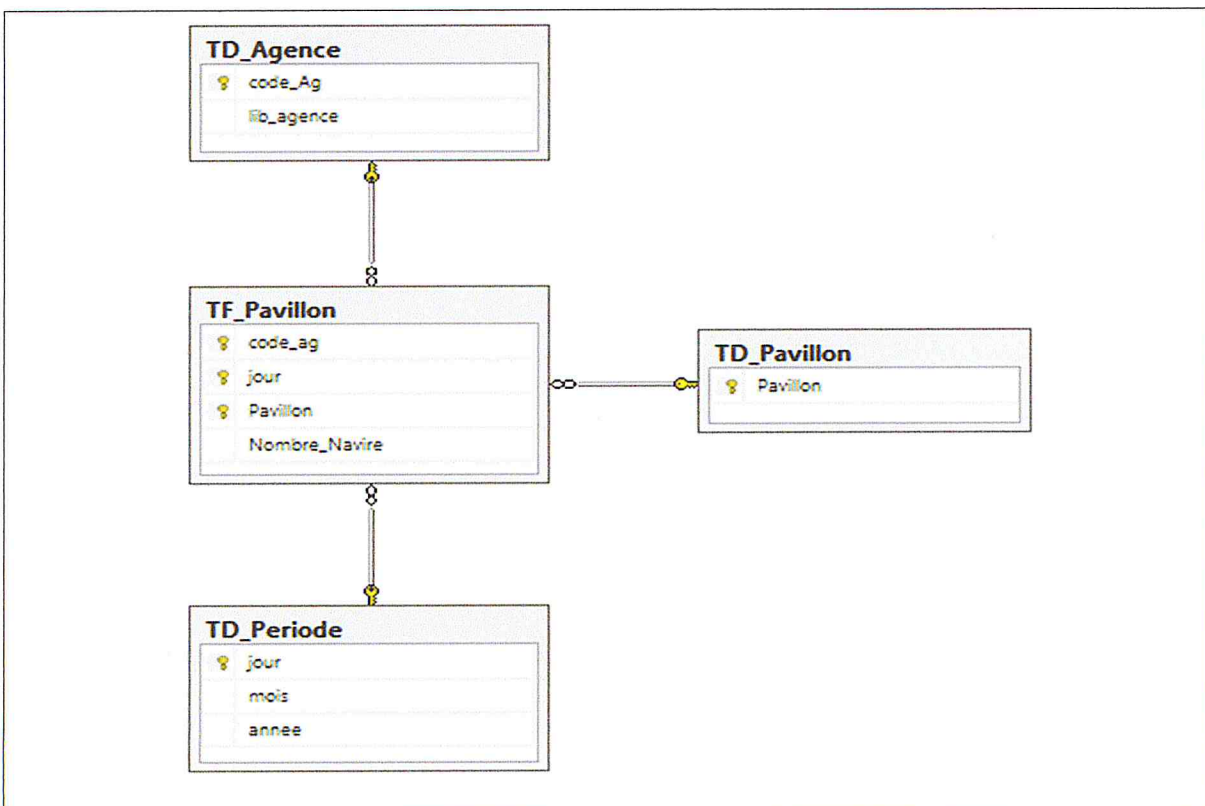 TD_Agence
code_Ag
lib_agence
TF_Pavillon
code_ag
jour
Pavillon
Nombre_Navire
TD_Pavillon
Pavillon
TD_Periode
jour
mois
annee